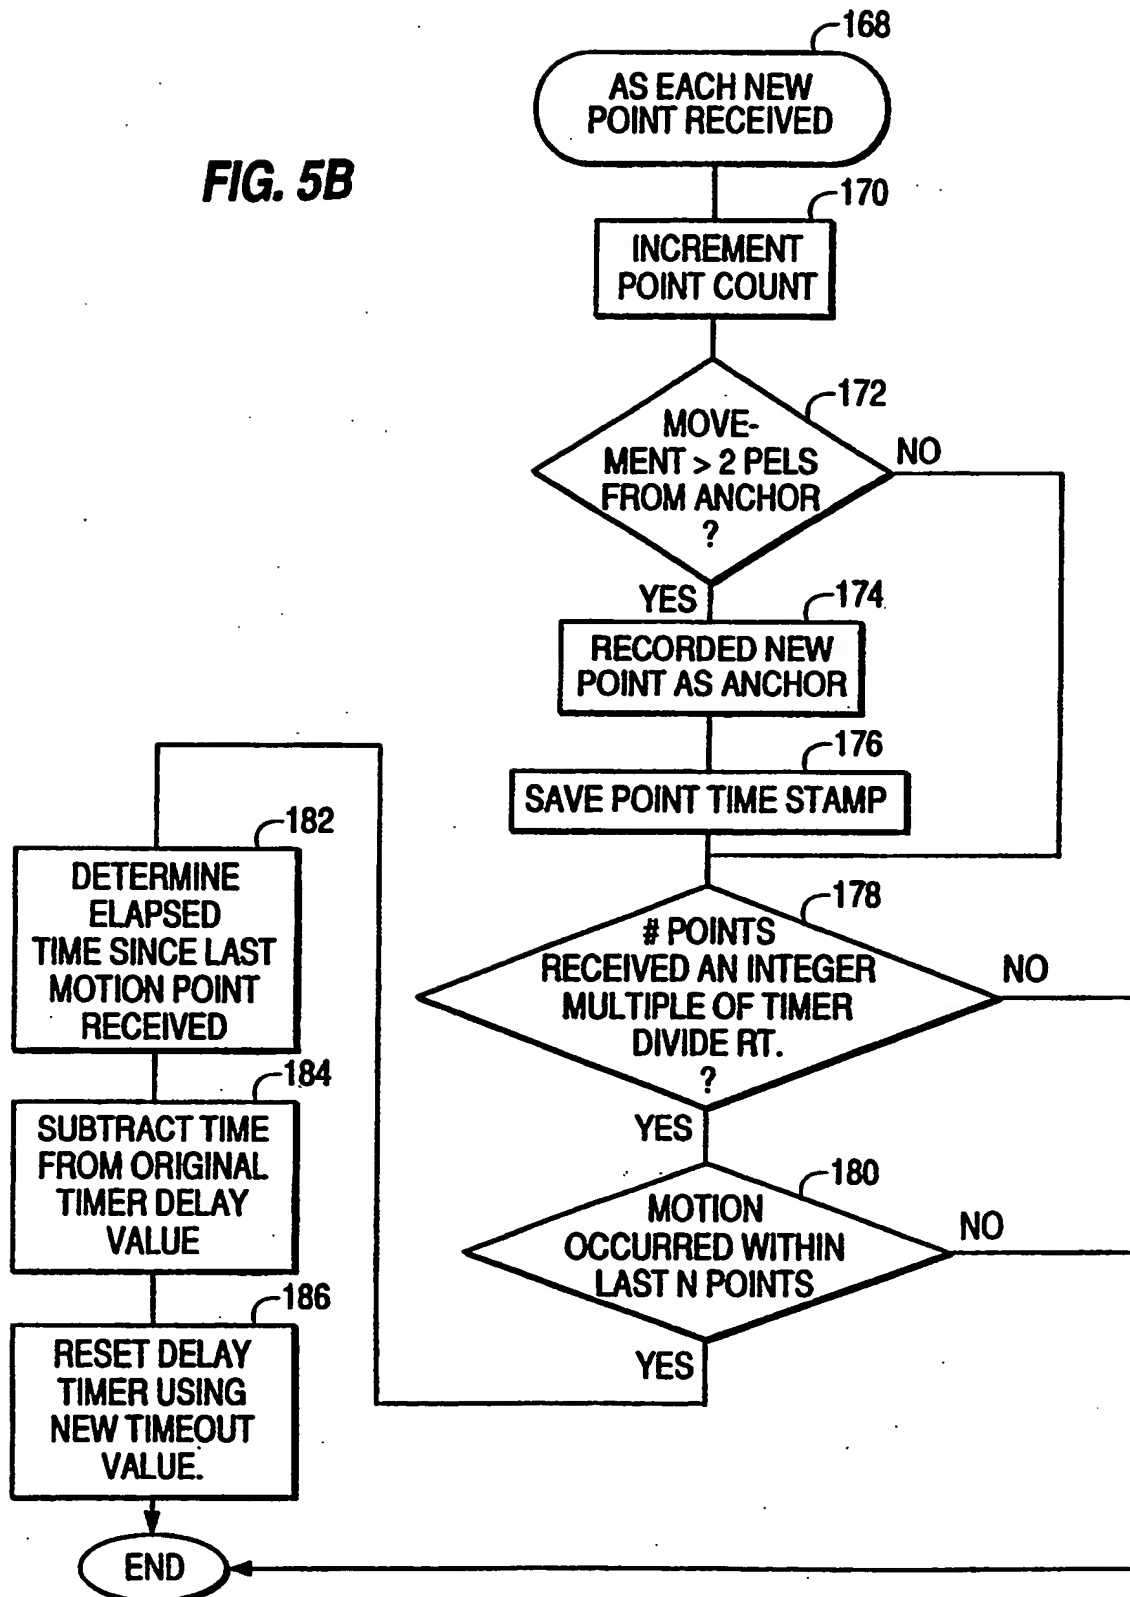 FIG. 5B
168
AS EACH NEW
POINT RECEIVED
170
INCREMENT
POINT COUNT
172
MOVE-
MENT > 2 PELS
FROM ANCHOR
?
NO
YES
174
RECORDED NEW
POINT AS ANCHOR
176
SAVE POINT TIME STAMP
178
# POINTS
RECEIVED AN INTEGER
MULTIPLE OF TIMER
DIVIDE RT.
?
NO
YES
180
MOTION
OCCURRED WITHIN
LAST N POINTS
NO
YES
182
DETERMINE
ELAPSED
TIME SINCE LAST
MOTION POINT
RECEIVED
184
SUBTRACT TIME
FROM ORIGINAL
TIMER DELAY
VALUE
186
RESET DELAY
TIMER USING
NEW TIMEOUT
VALUE.
END